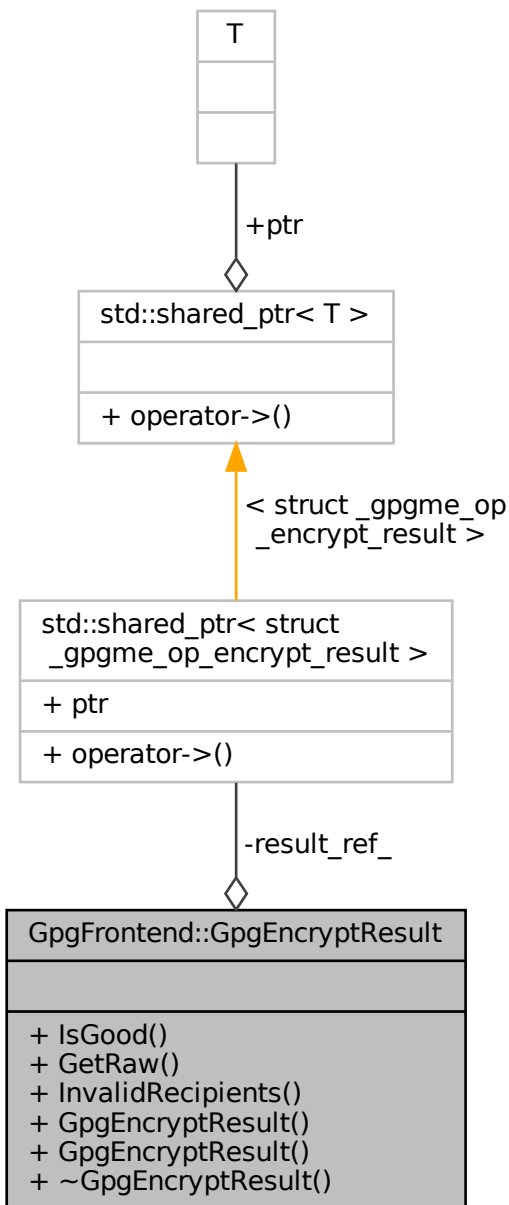 T
+ptr
std::shared_ptr< T >
+ operator->()
< struct _gpgme_op
_encrypt_result >
std::shared_ptr< struct
_gpgme_op_encrypt_result >
+ ptr
+ operator->()
-result_ref_
GpgFrontend::GpgEncryptResult
+ IsGood()
+ GetRaw()
+ InvalidRecipients()
+ GpgEncryptResult()
+ GpgEncryptResult()
+ ~GpgEncryptResult()